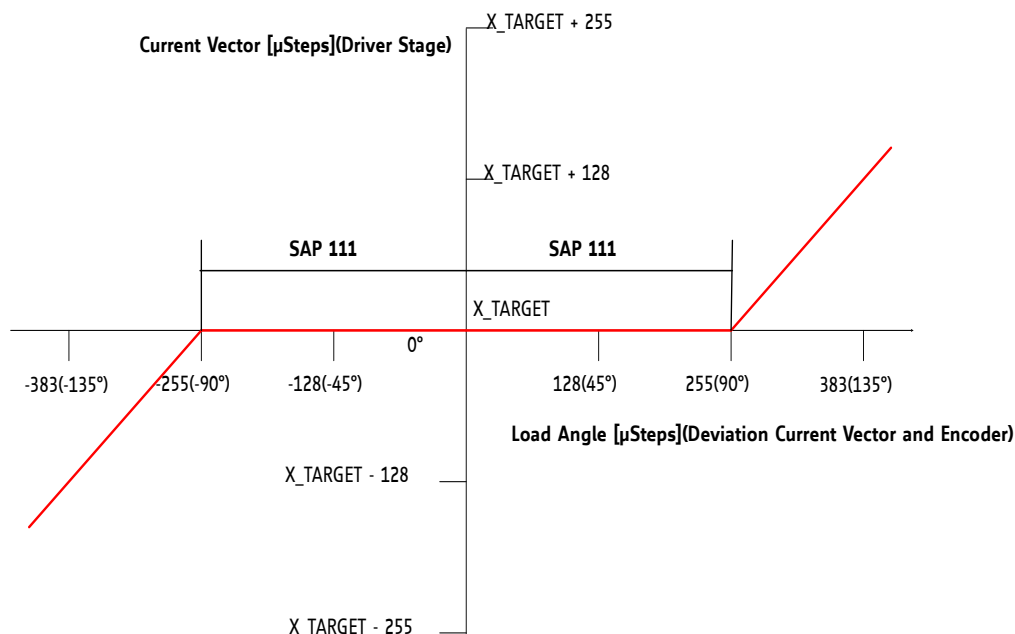 X_TARGET + 255
Current Vector [µSteps](Driver Stage)
X_TARGET + 128
SAP 111 SAP 111
X_TARGET
0°
-383(-135°) -255(-90°) -128(-45°) 128(45°) 255(90°) 383(135°)
Load Angle [µSteps](Deviation Current Vector and Encoder)
X_TARGET - 128
X_TARGET - 255